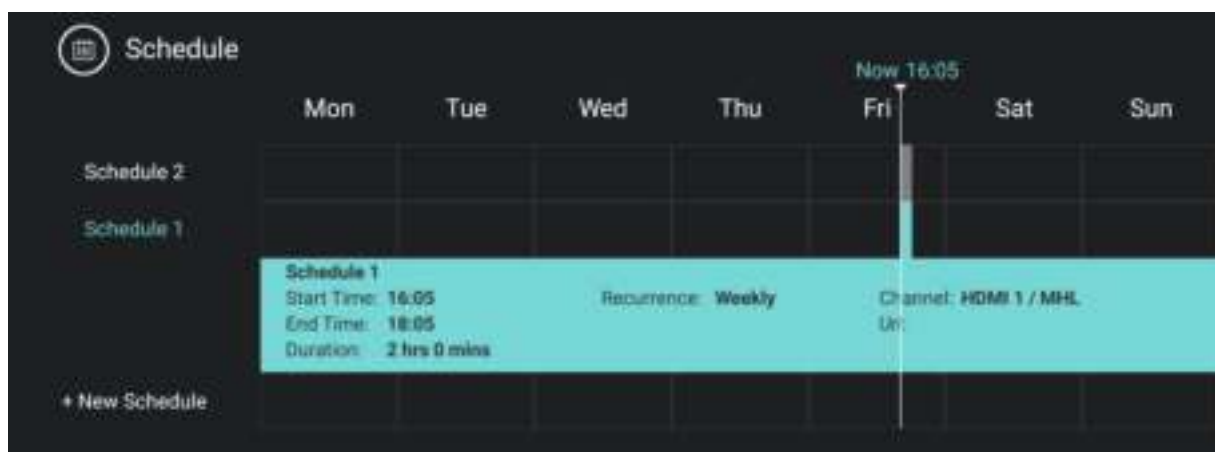 Schedule
Now 16:05
Mon Tue Wed Thu Fri Sat Sun
Schedule 2
Schedule 1
Schedule 1
Start Time: 16:05 Recurrence: Weekly Channel: HDMI 1 / MHL
End Time: 18:05 Uri:
Duration: 2 hrs 0 mins
+ New Schedule